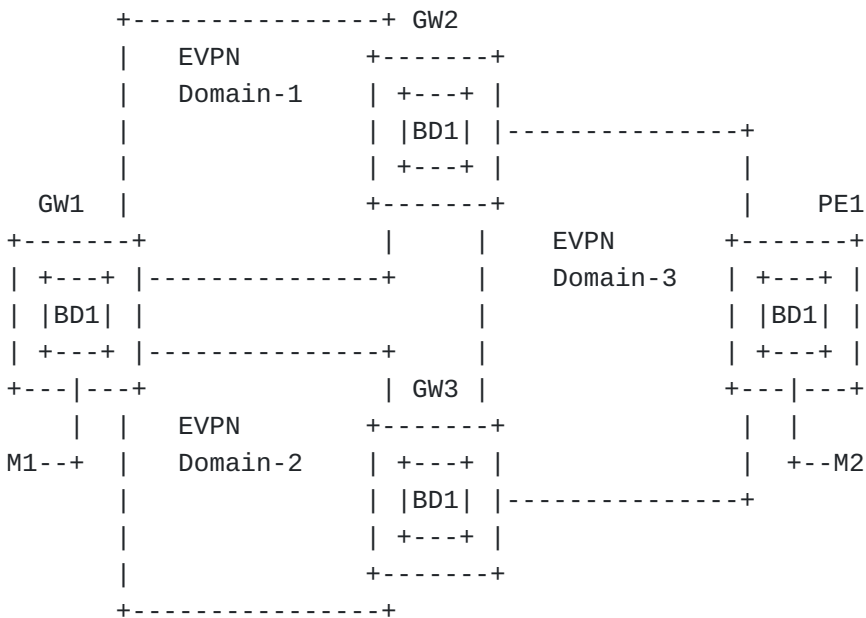 GW2
EVPN
Domain-1
BD1
GW1 PE1
EVPN
Domain-3
BD1 BD1
GW3
EVPN
M1 Domain-2 M2
BD1